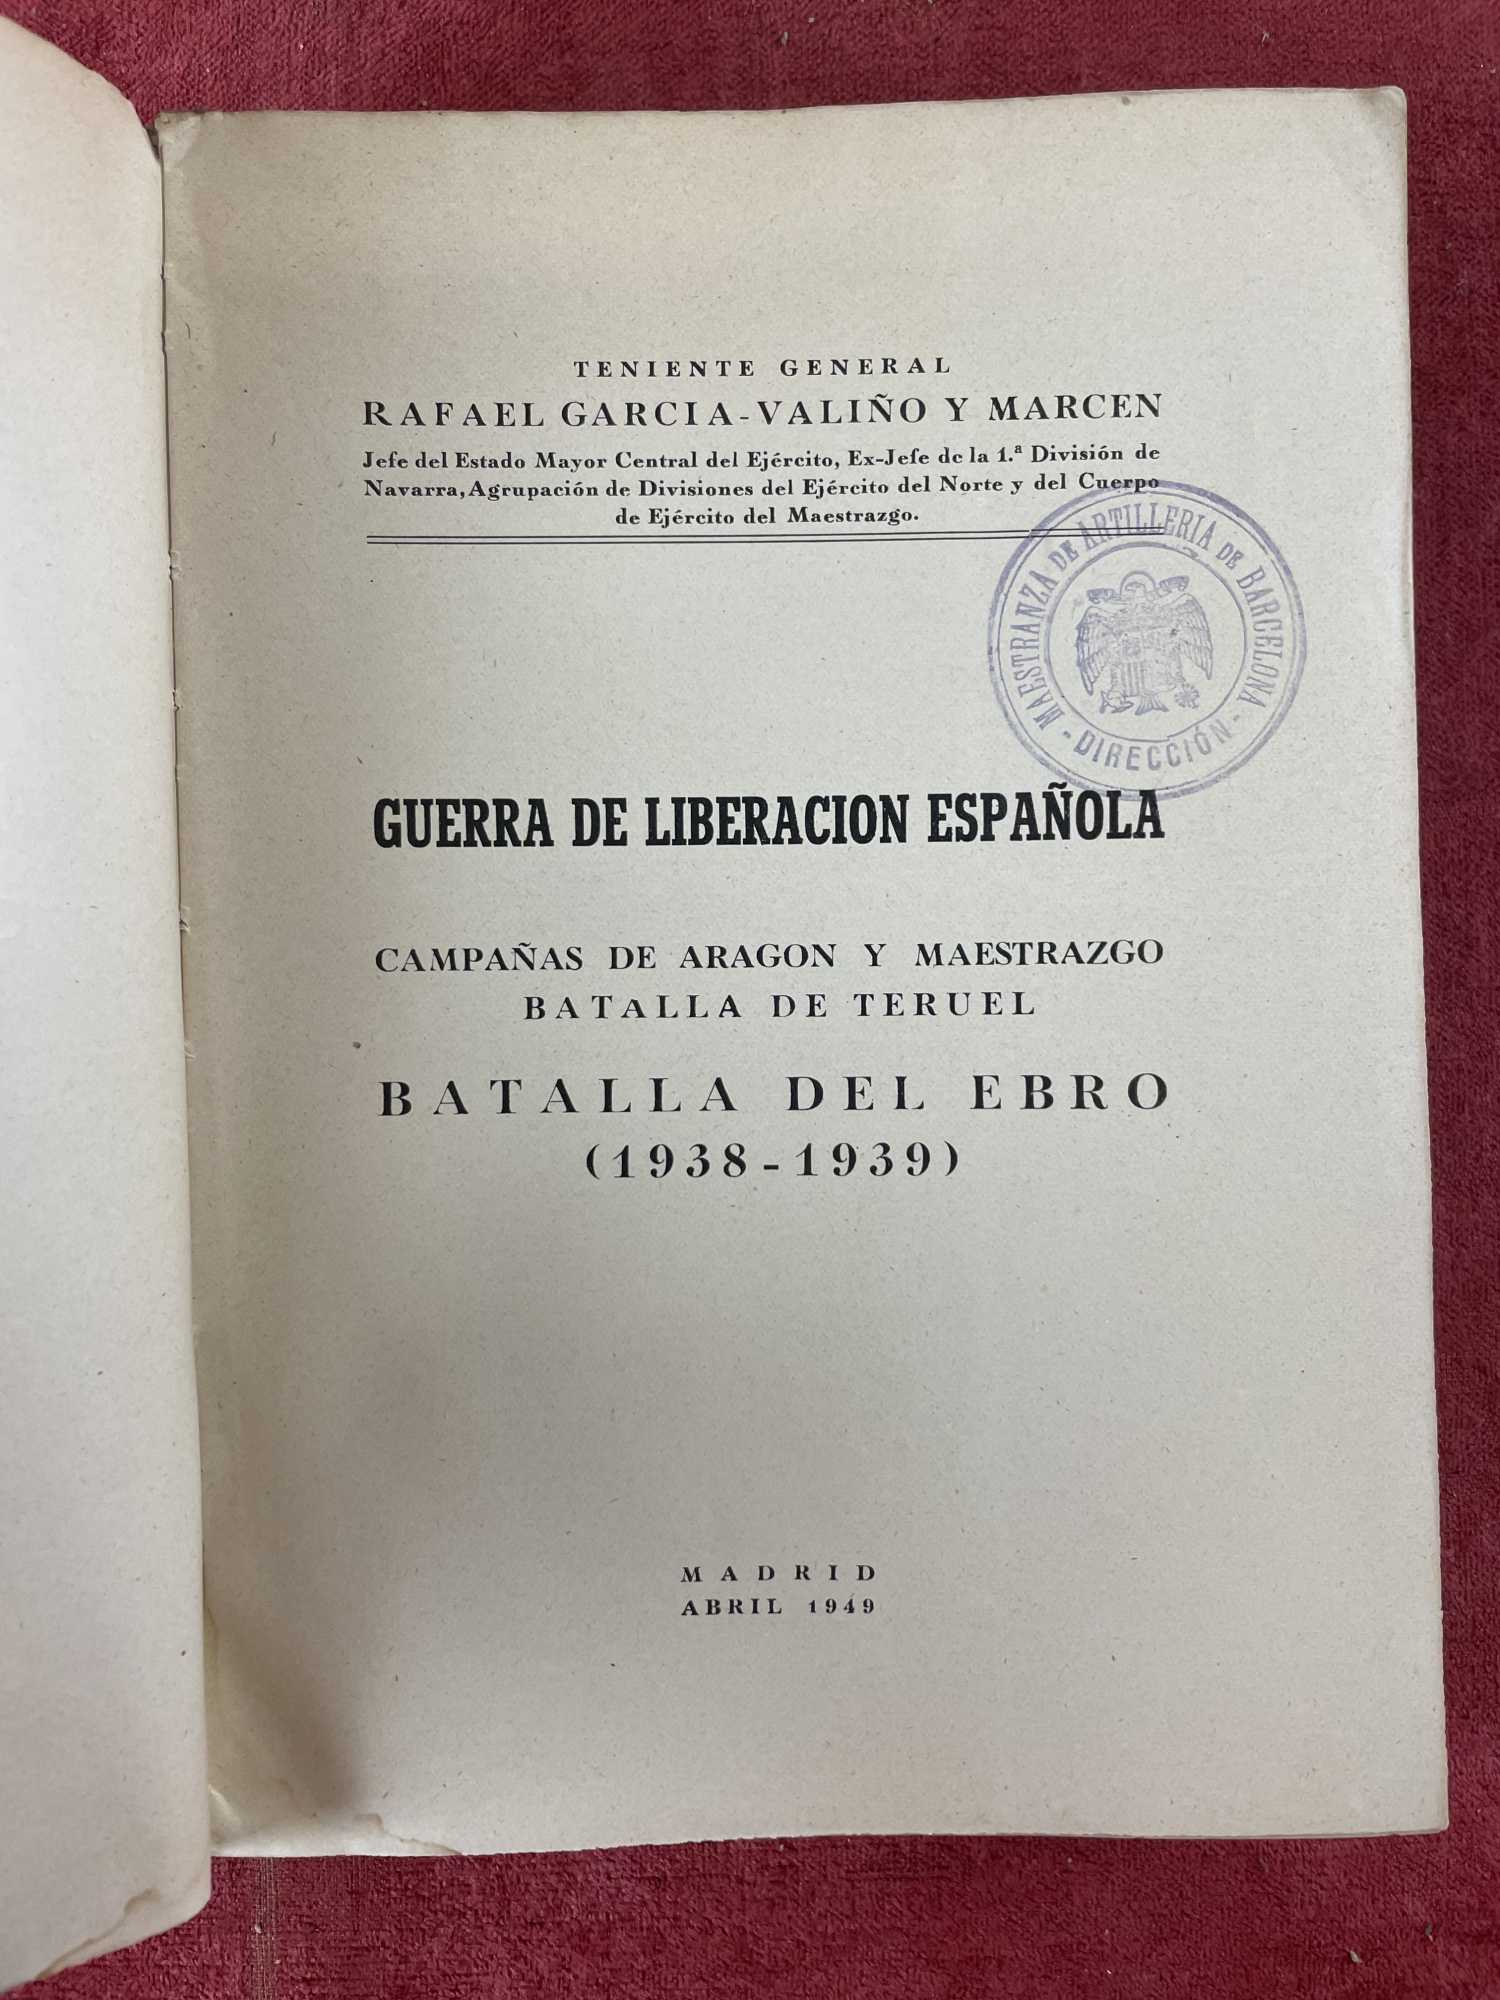 TENIENTE GENERAL
RAFAEL GARCIA-VALIÑO Y MARCEN
Jefe del Estado Mayor Central del Ejército, Ex-Jefe de la 1.ª División de
Navarra, Agrupación de Divisiones del Ejército del Norte y del Cuerpo
de Ejército del Maestrazgo.
MAESTRANZA DE ARTILLERIA DE BARCELONA
- DIRECCIÓN -
GUERRA DE LIBERACION ESPAÑOLA
CAMPAÑAS DE ARAGON Y MAESTRAZGO
BATALLA DE TERUEL
BATALLA DEL EBRO
(1938-1939)
MADRID
ABRIL 1949